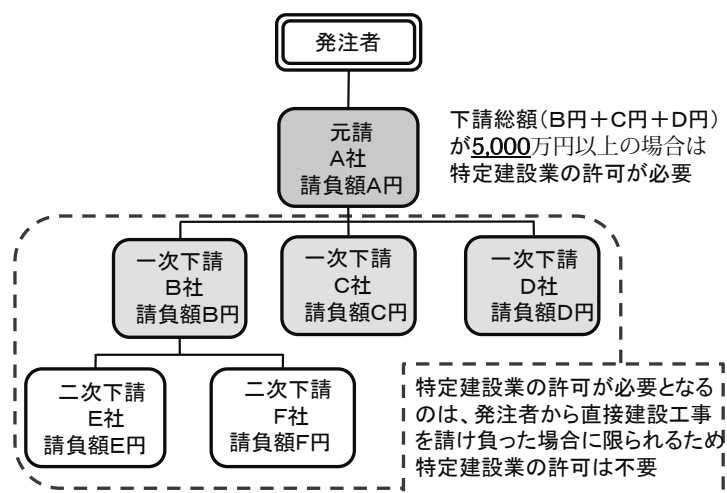 発注者
元請
A社
請負額A円
下請総額(B円+C円+D円)
が5,000万円以上の場合は
特定建設業の許可が必要
一次下請
B社
請負額B円
一次下請
C社
請負額C円
一次下請
D社
請負額D円
二次下請
E社
請負額E円
二次下請
F社
請負額F円
特定建設業の許可が必要となる
のは、発注者から直接建設工事
を請け負った場合に限られるため
特定建設業の許可は不要